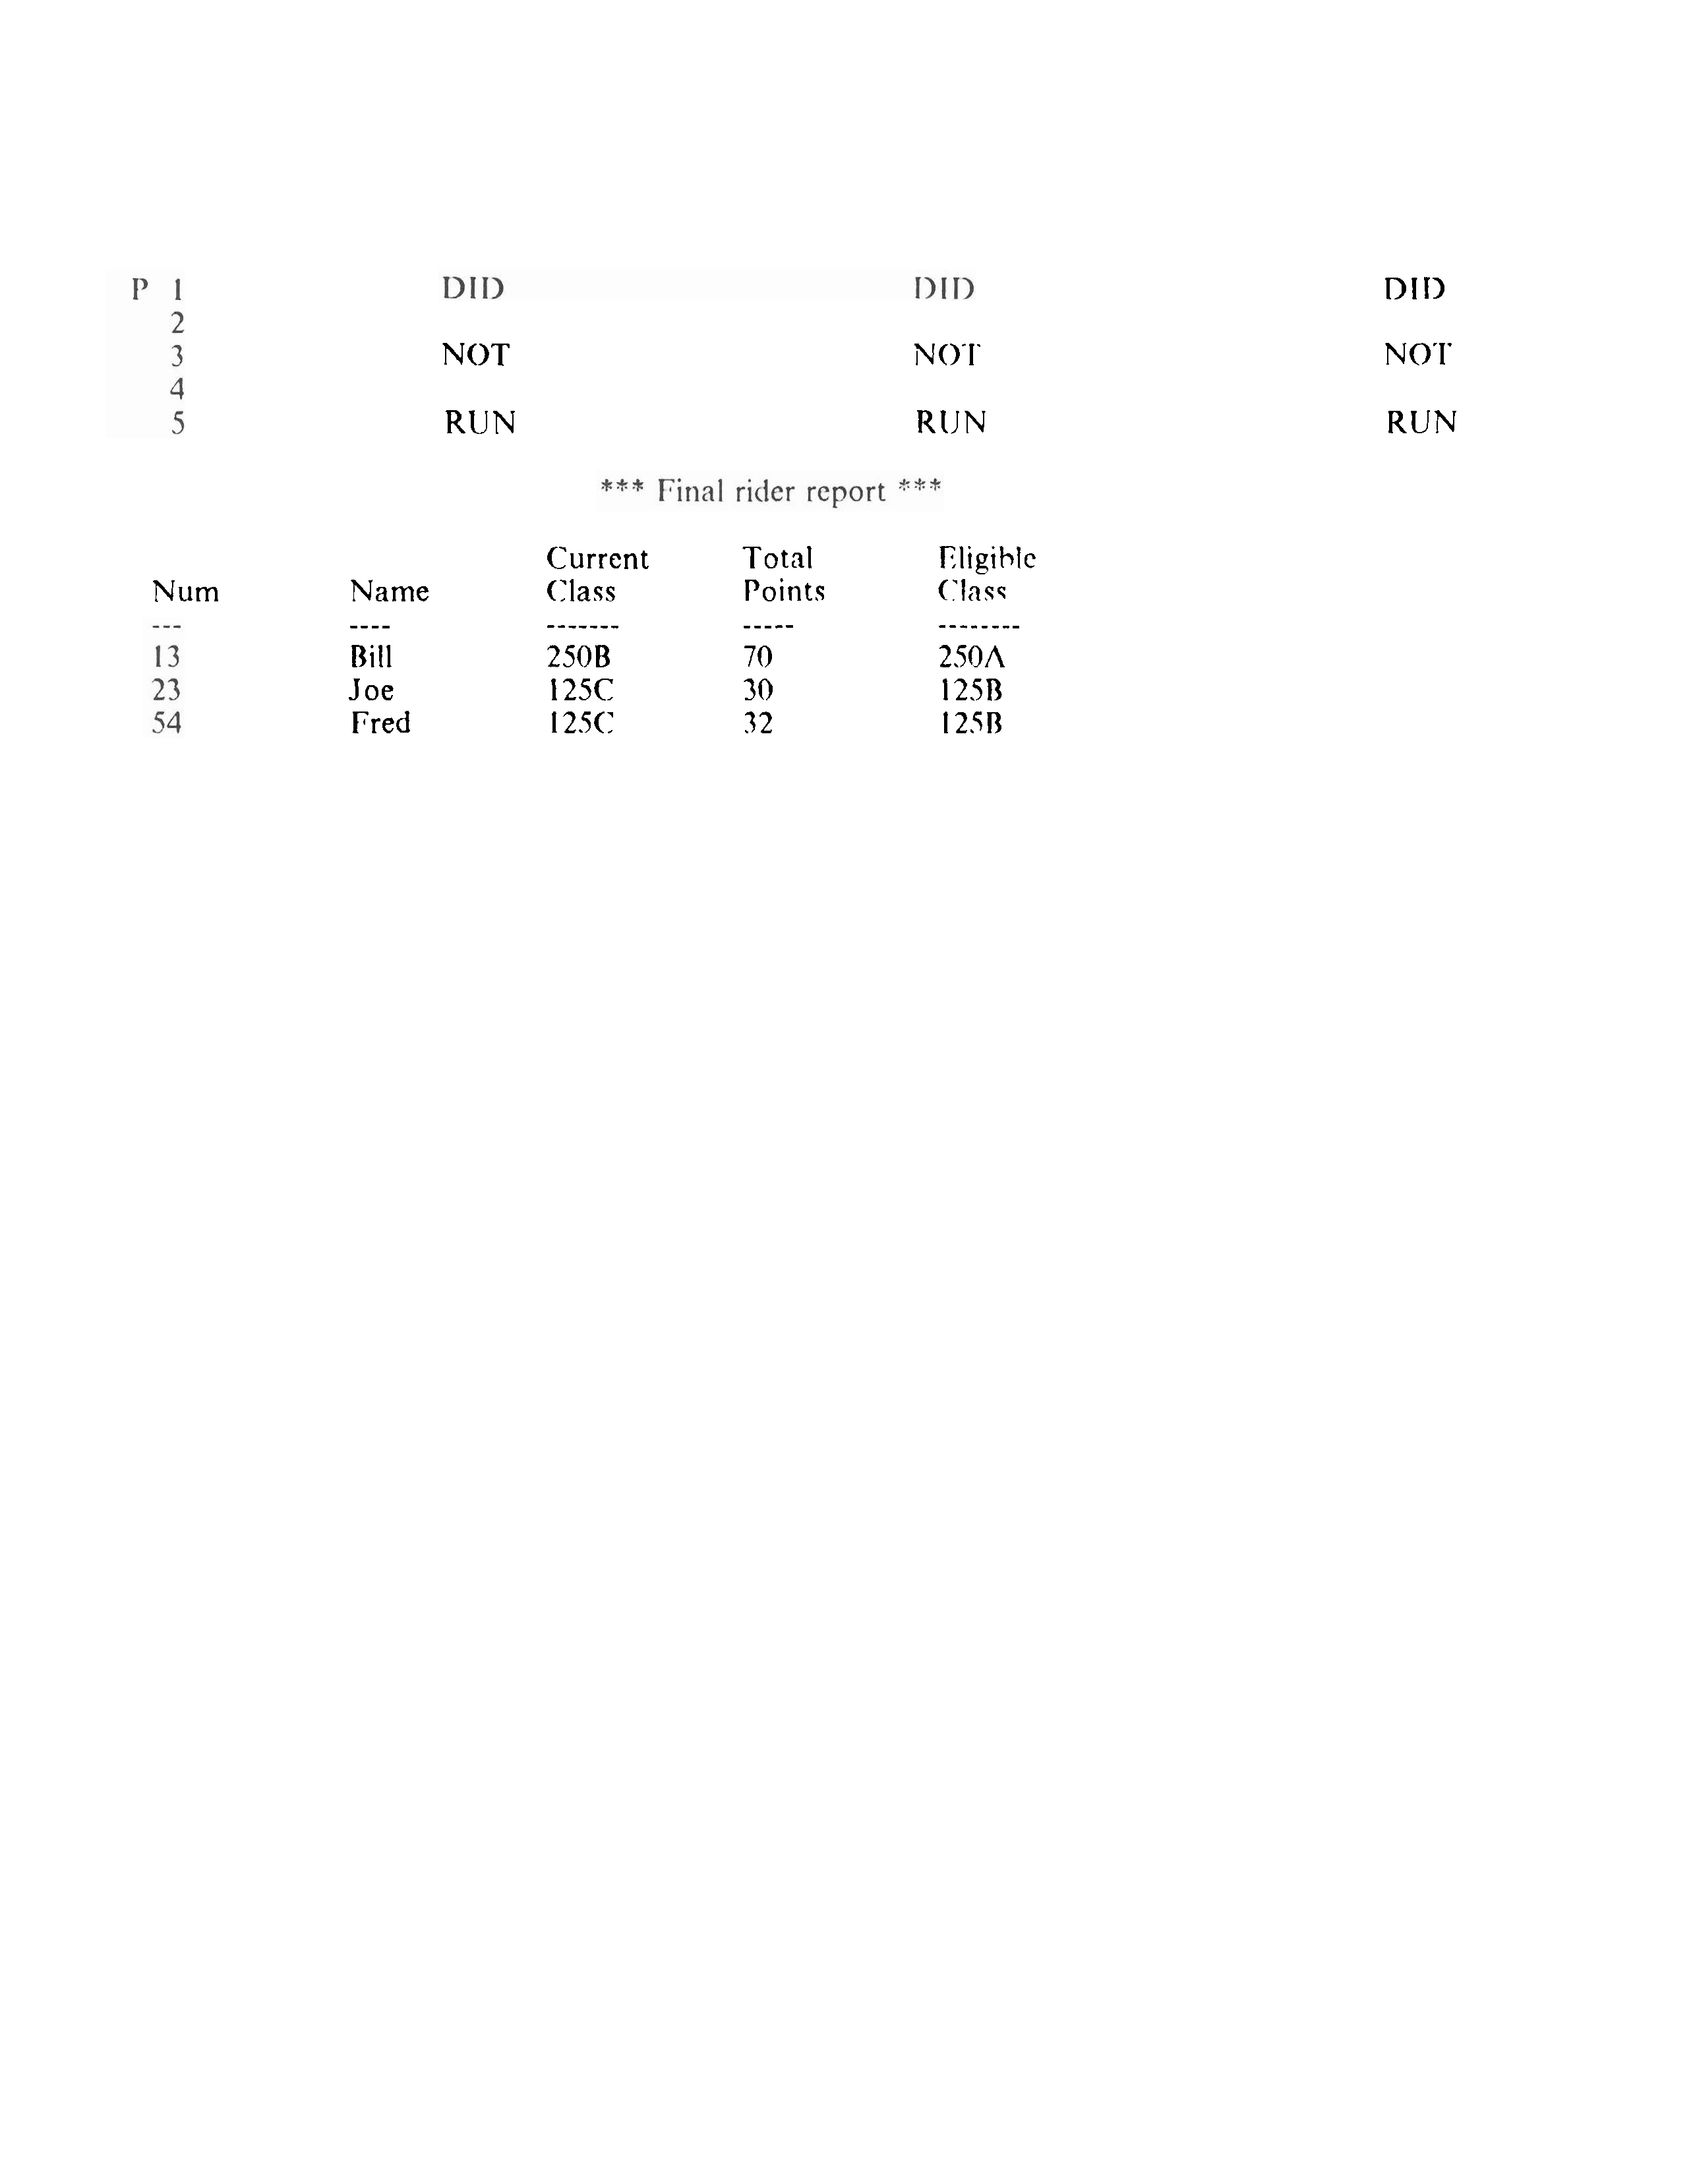 P 1 DID DID DID
2
3 NOT NOT NOT
4
5 RUN RUN RUN
*** Final rider report ***
Current Total Eligible
Num Name Class Points Class
--- ---- ------- ----- --------
13 Bill 250B 70 250A
23 Joe 125C 30 125B
54 Fred 125C 32 125B